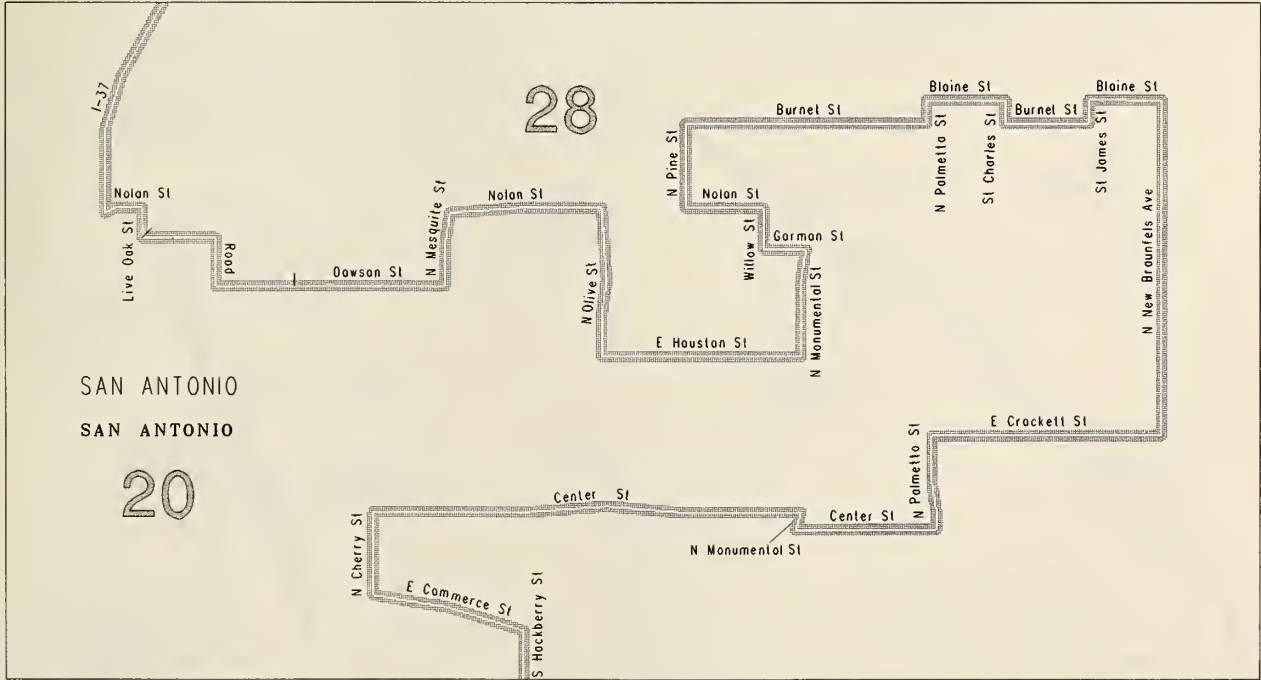 Blaine St
Blaine St
I-37
28
Burnet St
Burnet St
N Palmetta St
St Charles St
St James St
N Pine St
Nolan St
Nolan St
Nolan St
N Mesquite St
Live Oak St
Road
Dawson St
N Olive St
Willow St
Gorman St
N Monumental St
N New Braunfels Ave
E Houston St
SAN ANTONIO
SAN ANTONIO
20
E Crockett St
N Palmetto St
Center St
Center St
N Monumental St
N Cherry St
E Commerce St
S Hackberry St